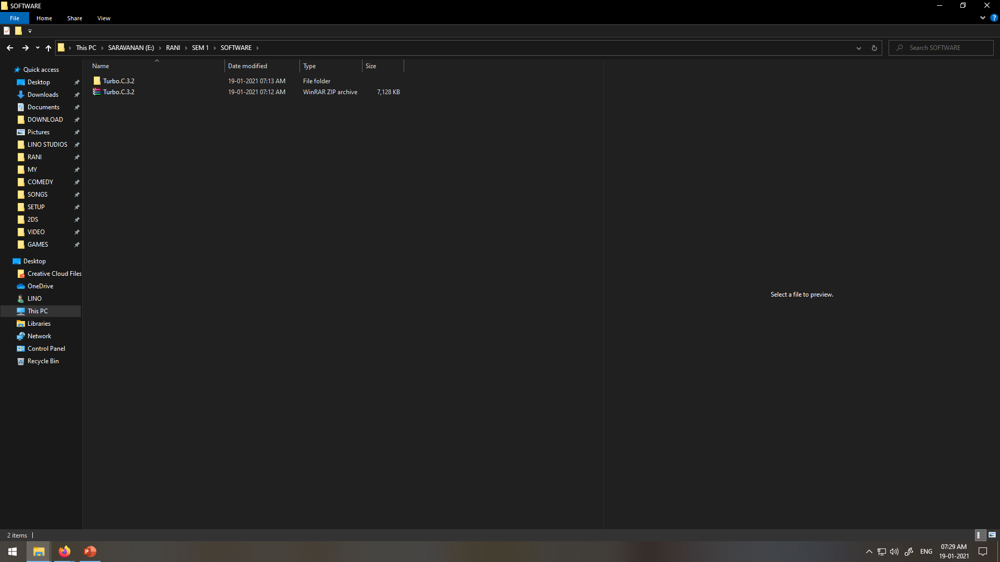 SOFTWARE
File Home Share View
This PC SARAVANAN (E:) RANI SEM 1 SOFTWARE
Search SOFTWARE
Name Date modified Type Size
Turbo.C.3.2 19-01-2021 07:13 AM File folder
Turbo.C.3.2 19-01-2021 07:12 AM WinRAR ZIP archive 7,128 KB
Quick access
Desktop
Downloads
Documents
DOWNLOAD
Pictures
LINO STUDIOS
RANI
MY
COMEDY
SONGS
SETUP
2DS
VIDEO
GAMES
Desktop
Creative Cloud Files
OneDrive
LINO
This PC
Libraries
Network
Control Panel
Recycle Bin
Select a file to preview.
2 items
ENG
07:29 AM
19-01-2021